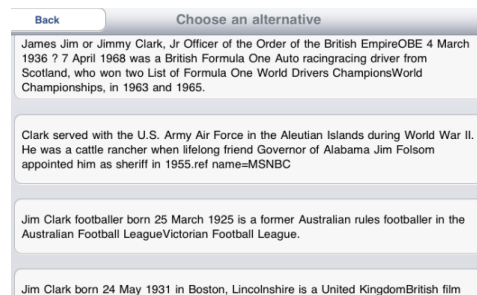 Back
Choose an alternative
James Jim or Jimmy Clark, Jr Officer of the Order of the British EmpireOBE 4 March
1936 ? 7 April 1968 was a British Formula One Auto racingracing driver from
Scotland, who won two List of Formula One World Drivers ChampionsWorld
Championships, in 1963 and 1965.
Clark served with the U.S. Army Air Force in the Aleutian Islands during World War II.
He was a cattle rancher when lifelong friend Governor of Alabama Jim Folsom
appointed him as sheriff in 1955.ref name=MSNBC
Jim Clark footballer born 25 March 1925 is a former Australian rules footballer in the
Australian Football LeagueVictorian Football League.
Jim Clark born 24 May 1931 in Boston, Lincolnshire is a United KingdomBritish film